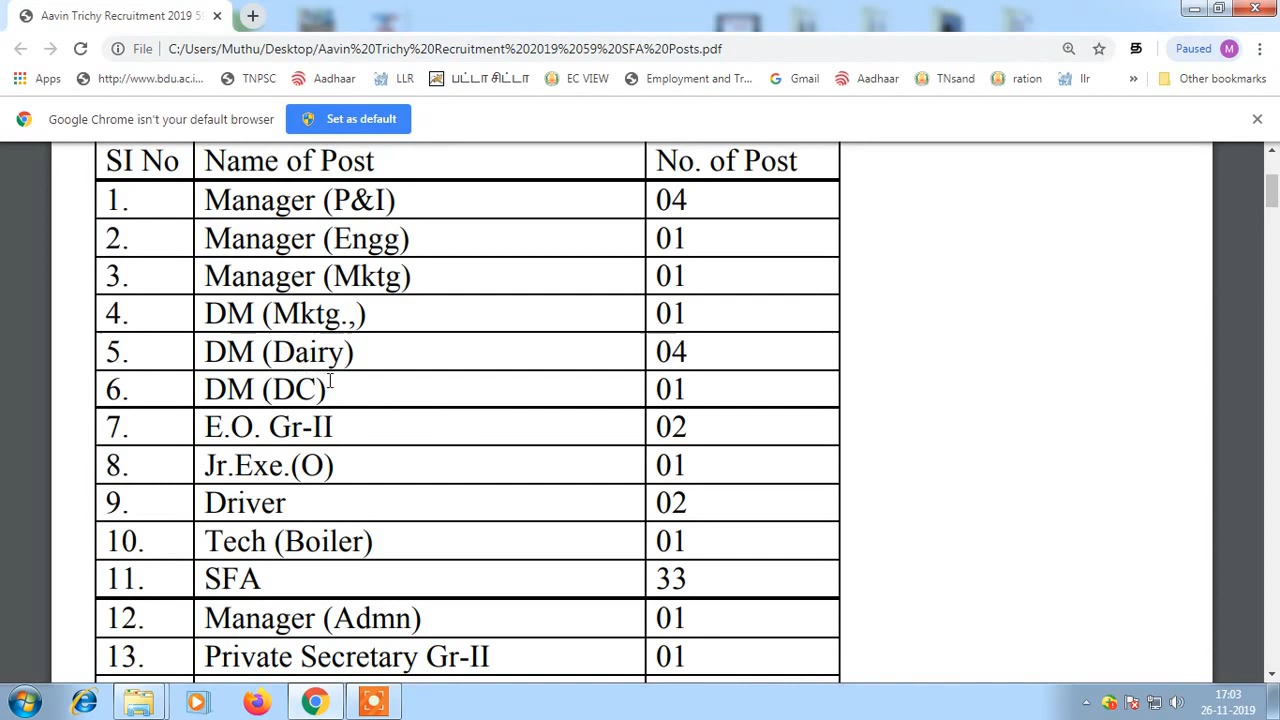 Aavin Trichy Recruitment 2019 59
File C:/Users/Muthu/Desktop/Aavin%20Trichy%20Recruitment%202019%2059%20SFA%20Posts.pdf Paused M
Apps http://www.bdu.ac.i... TNPSC Aadhaar LLR பட்டா சிட்டா EC VIEW Employment and Tr... Gmail Aadhaar TNsand ration llr » Other bookmarks
Google Chrome isn't your default browser Set as default
SI No Name of Post No. of Post
1. Manager (P&I) 04
2. Manager (Engg) 01
3. Manager (Mktg) 01
4. DM (Mktg.,) 01
5. DM (Dairy) 04
6. DM (DC) 01
7. E.O. Gr-II 02
8. Jr.Exe.(O) 01
9. Driver 02
10. Tech (Boiler) 01
11. SFA 33
12. Manager (Admn) 01
13. Private Secretary Gr-II 01
17:03
26-11-2019